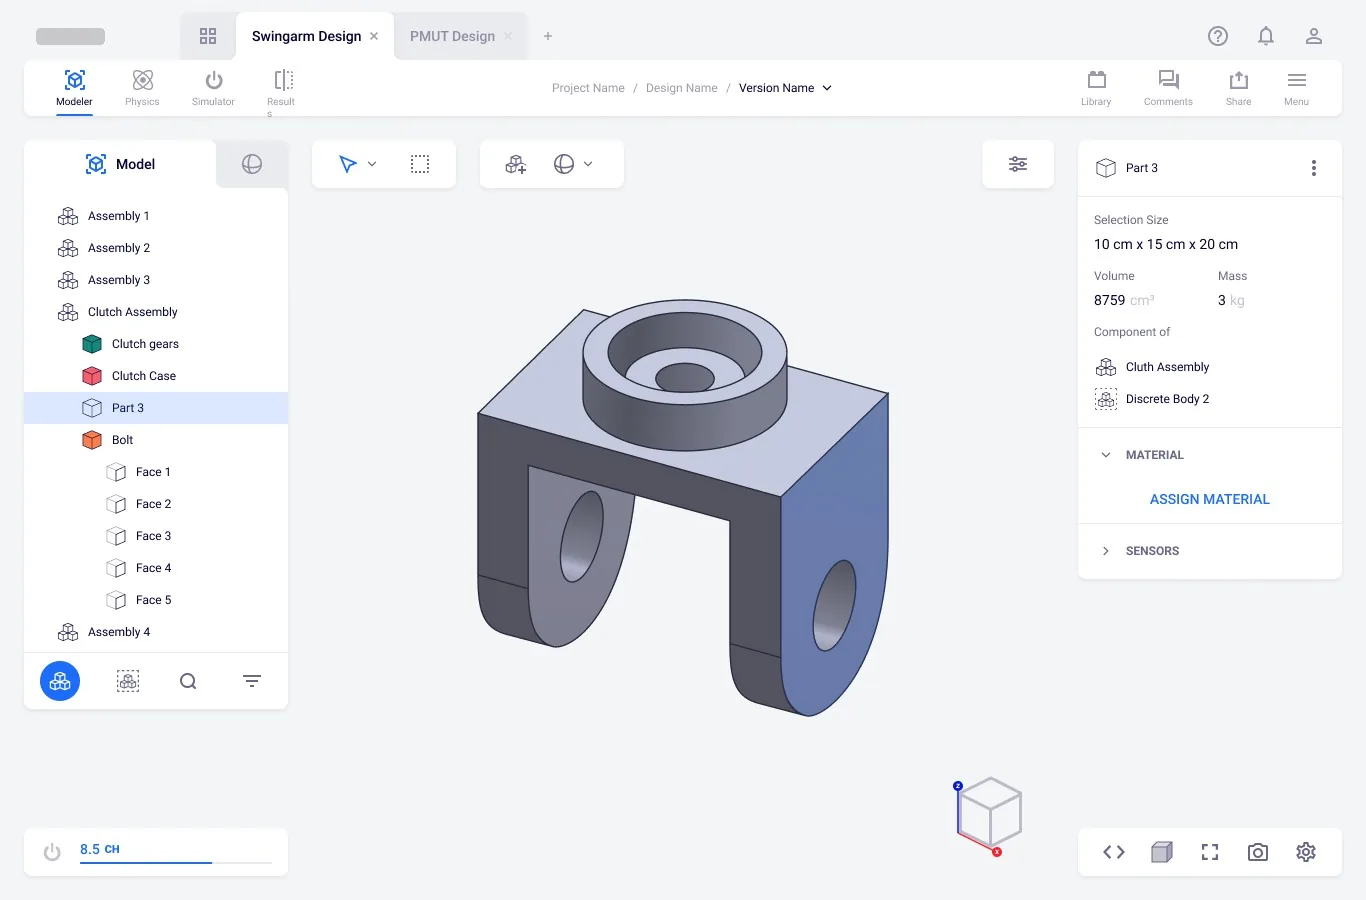 Swingarm Design
PMUT Design
Modeler
Physics
Simulator
Result
s
Project Name / Design Name / Version Name
Library
Comments
Share
Menu
Model
Assembly 1
Assembly 2
Assembly 3
Clutch Assembly
Clutch gears
Clutch Case
Part 3
Bolt
Face 1
Face 2
Face 3
Face 4
Face 5
Assembly 4
8.5 CH
Z
X
Part 3
Selection Size
10 cm x 15 cm x 20 cm
Volume Mass
8759 cm³ 3 kg
Component of
Cluth Assembly
Discrete Body 2
MATERIAL
ASSIGN MATERIAL
SENSORS